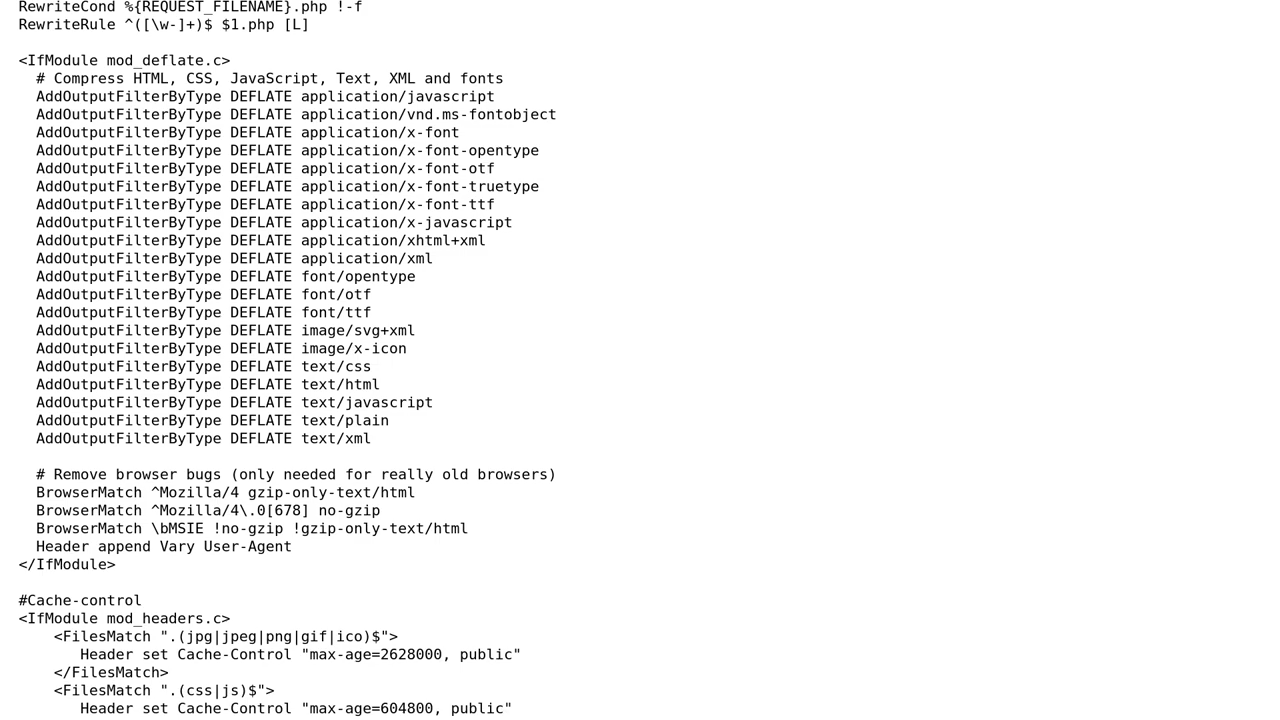 RewriteCond %{REQUEST_FILENAME}.php !-f
RewriteRule ^([\w-]+)$ $1.php [L]

<IfModule mod_deflate.c>
  # Compress HTML, CSS, JavaScript, Text, XML and fonts
  AddOutputFilterByType DEFLATE application/javascript
  AddOutputFilterByType DEFLATE application/vnd.ms-fontobject
  AddOutputFilterByType DEFLATE application/x-font
  AddOutputFilterByType DEFLATE application/x-font-opentype
  AddOutputFilterByType DEFLATE application/x-font-otf
  AddOutputFilterByType DEFLATE application/x-font-truetype
  AddOutputFilterByType DEFLATE application/x-font-ttf
  AddOutputFilterByType DEFLATE application/x-javascript
  AddOutputFilterByType DEFLATE application/xhtml+xml
  AddOutputFilterByType DEFLATE application/xml
  AddOutputFilterByType DEFLATE font/opentype
  AddOutputFilterByType DEFLATE font/otf
  AddOutputFilterByType DEFLATE font/ttf
  AddOutputFilterByType DEFLATE image/svg+xml
  AddOutputFilterByType DEFLATE image/x-icon
  AddOutputFilterByType DEFLATE text/css
  AddOutputFilterByType DEFLATE text/html
  AddOutputFilterByType DEFLATE text/javascript
  AddOutputFilterByType DEFLATE text/plain
  AddOutputFilterByType DEFLATE text/xml

  # Remove browser bugs (only needed for really old browsers)
  BrowserMatch ^Mozilla/4 gzip-only-text/html
  BrowserMatch ^Mozilla/4\.0[678] no-gzip
  BrowserMatch \bMSIE !no-gzip !gzip-only-text/html
  Header append Vary User-Agent
</IfModule>

#Cache-control
<IfModule mod_headers.c>
    <FilesMatch ".(jpg|jpeg|png|gif|ico)$">
       Header set Cache-Control "max-age=2628000, public"
    </FilesMatch>
    <FilesMatch ".(css|js)$">
       Header set Cache-Control "max-age=604800, public"